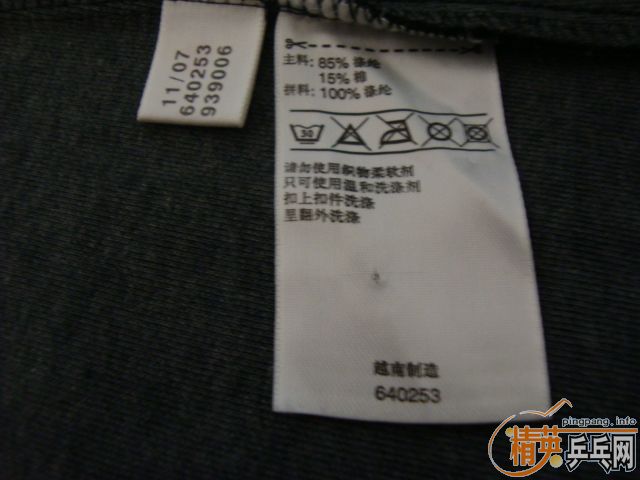 11/07
640253
939006
主料: 85% 涤纶
15% 棉
拼料: 100% 涤纶
30
请勿使用织物柔软剂
只可使用温和洗涤剂
扣上扣件洗涤
里翻外洗涤
越南制造
640253
pingpang.info
精英乒乓网